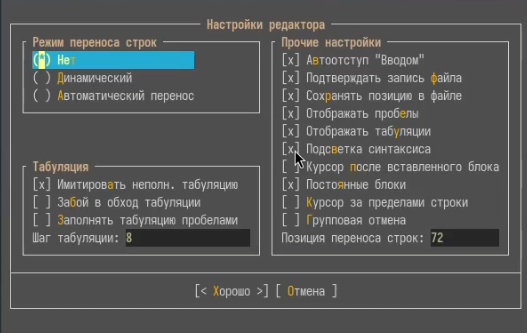 Настройки редактора
Режим переноса строк
(*) Нет
( ) Динамический
( ) Автоматический перенос
Табуляция
[x] Имитировать неполн. табуляцию
[ ] Забой в обход табуляции
[ ] Заполнять табуляцию пробелами
Шаг табуляции: 8
Прочие настройки
[x] Автоотступ "Вводом"
[x] Подтверждать запись файла
[x] Сохранять позицию в файле
[x] Отображать пробелы
[x] Отображать табуляции
[x] Подсветка синтаксиса
[ ] Курсор после вставленного блока
[x] Постоянные блоки
[ ] Курсор за пределами строки
[ ] Групповая отмена
Позиция переноса строк: 72
[< Хорошо >] [ Отмена ]